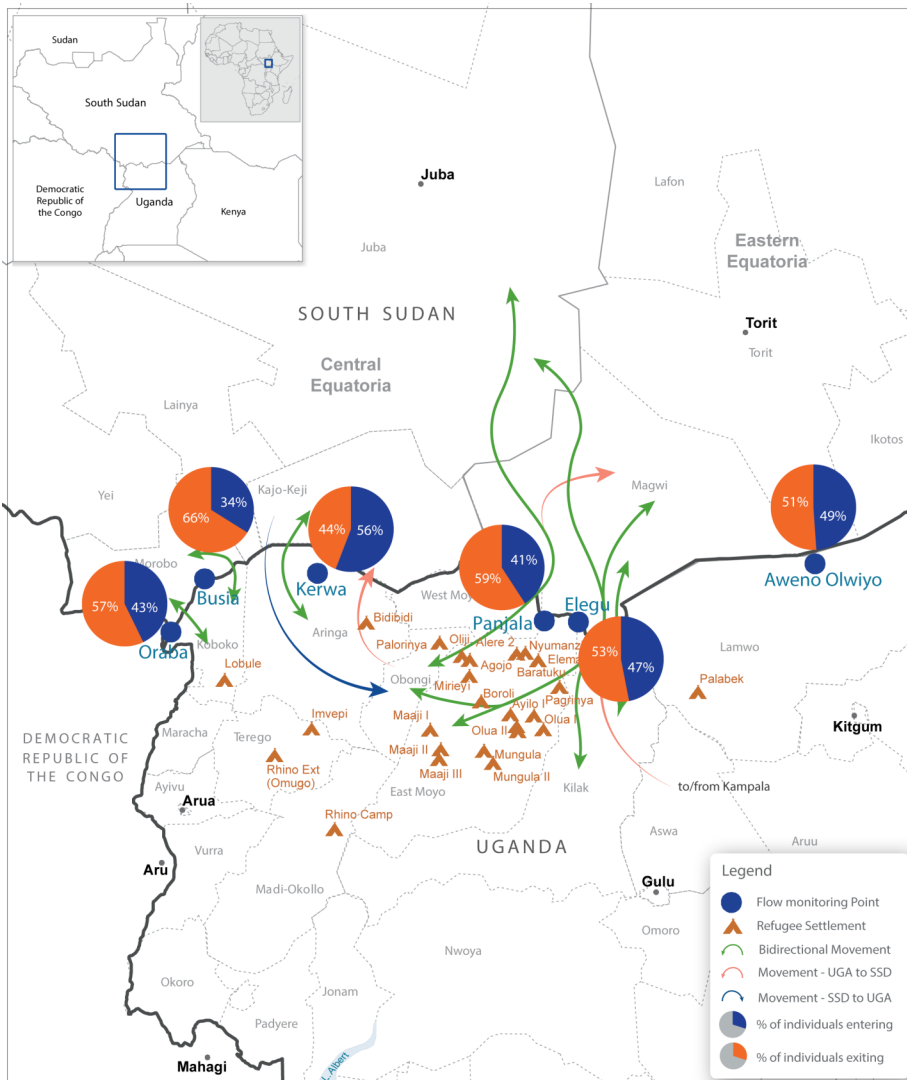 Sudan
South Sudan
Democratic
Republic of
the Congo
Uganda
Kenya
Juba
Lafon
Juba
Eastern
Equatoria
SOUTH SUDAN
Torit
Torit
Central
Equatoria
Lainya
Ikotos
Yei
Kajo-Keji
Magwi
34%
66%
44%
56%
51%
49%
41%
59%
Morobo
Busia
Kerwa
West Moy
Panjala
Elegu
Aweno Olwiyo
57%
43%
Oraba
Koboko
Bidibidi
Aringa
Palorinya
Oliji
Alere 2
Nyumanz
Agojo
Elema
Baratuku
53%
47%
Lamwo
Lobule
Obongi
Mirieyi
Pagrinya
Palabek
Boroli
Imvepi
Maaji I
Ayilo I
Olua I
Olua II
Kitgum
DEMOCRATIC
REPUBLIC OF
THE CONGO
Maracha
Terego
Maaji II
Mungula
Rhino Ext
(Omugo)
Maaji III
Mungula II
Ayivu
East Moyo
Kilak
to/from Kampala
Arua
Rhino Camp
Aswa
Aruu
Vurra
UGANDA
Aru
Madi-Okollo
Gulu
Omoro
Nwoya
Okoro
Jonam
Padyere
Mahagi
L. Albert
Legend
Flow monitoring Point
Refugee Settlement
Bidirectional Movement
Movement - UGA to SSD
Movement - SSD to UGA
% of individuals entering
% of individuals exiting